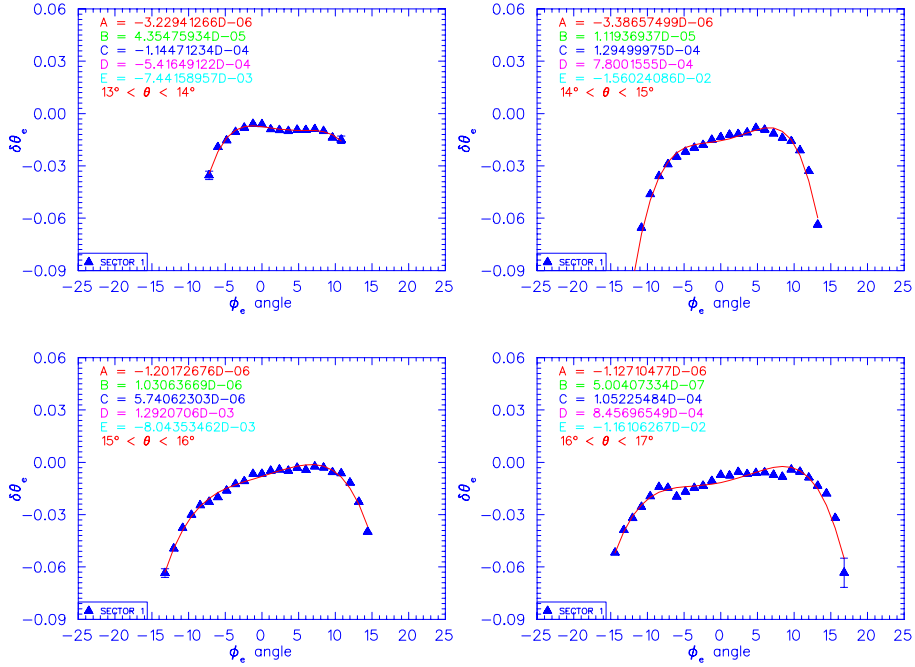 0.06
0.03
0.00
−0.03
−0.06
−0.09
δθe
A = −3.22941266D−06
B = 4.35475934D−05
C = −1.14471234D−04
D = −5.41649122D−04
E = −7.44158957D−03
13° < θ < 14°
SECTOR 1
−25 −20 −15 −10 −5 0 5 10 15 20 25
ϕe angle
0.06
0.03
0.00
−0.03
−0.06
−0.09
δθe
A = −3.38657499D−06
B = 1.11936937D−05
C = 1.29499975D−04
D = 7.8001555D−04
E = −1.56024086D−02
14° < θ < 15°
SECTOR 1
−25 −20 −15 −10 −5 0 5 10 15 20 25
ϕe angle
0.06
0.03
0.00
−0.03
−0.06
−0.09
δθe
A = −1.20172676D−06
B = 1.03063669D−06
C = 5.74062303D−06
D = 1.2920706D−03
E = −8.04353462D−03
15° < θ < 16°
SECTOR 1
−25 −20 −15 −10 −5 0 5 10 15 20 25
ϕe angle
0.06
0.03
0.00
−0.03
−0.06
−0.09
δθe
A = −1.12710477D−06
B = 5.00407334D−07
C = 1.05225484D−04
D = 8.45696549D−04
E = −1.16106267D−02
16° < θ < 17°
SECTOR 1
−25 −20 −15 −10 −5 0 5 10 15 20 25
ϕe angle